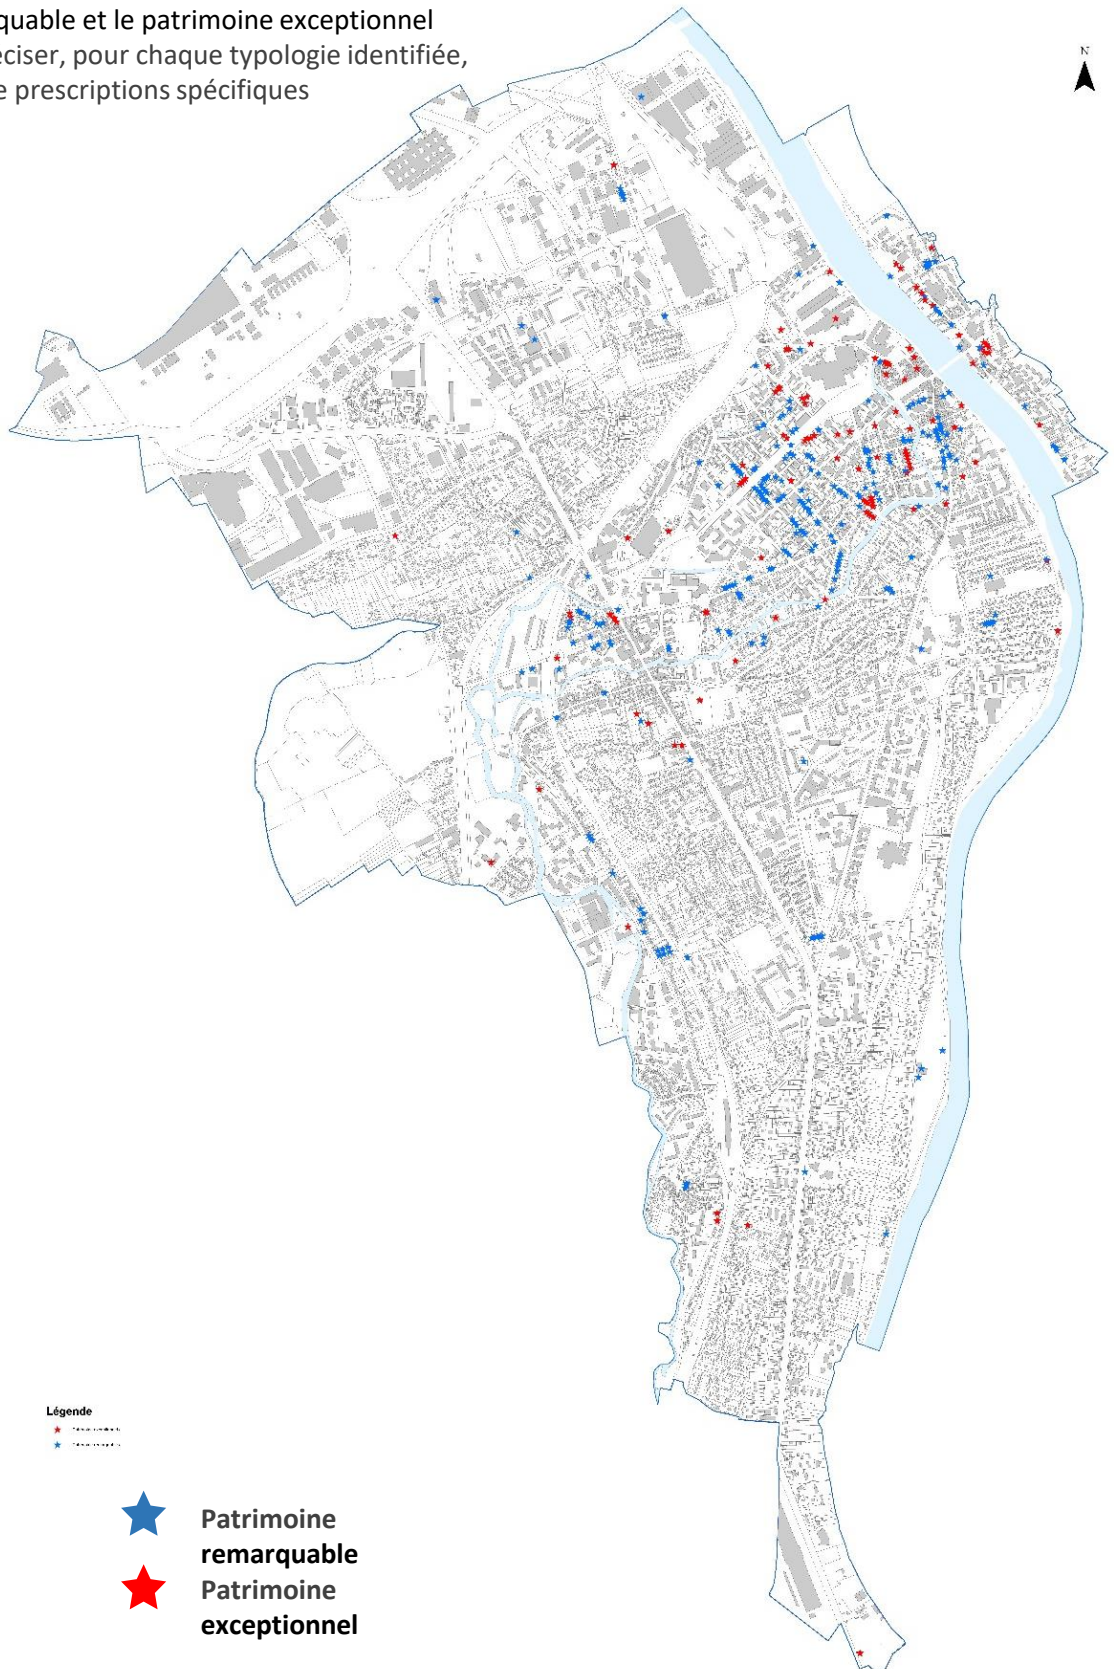 quable et le patrimoine exceptionnel
éciser, pour chaque typologie identifiée,
e prescriptions spécifiques
N
Légende
Patrimoine
remarquable
Patrimoine
exceptionnel